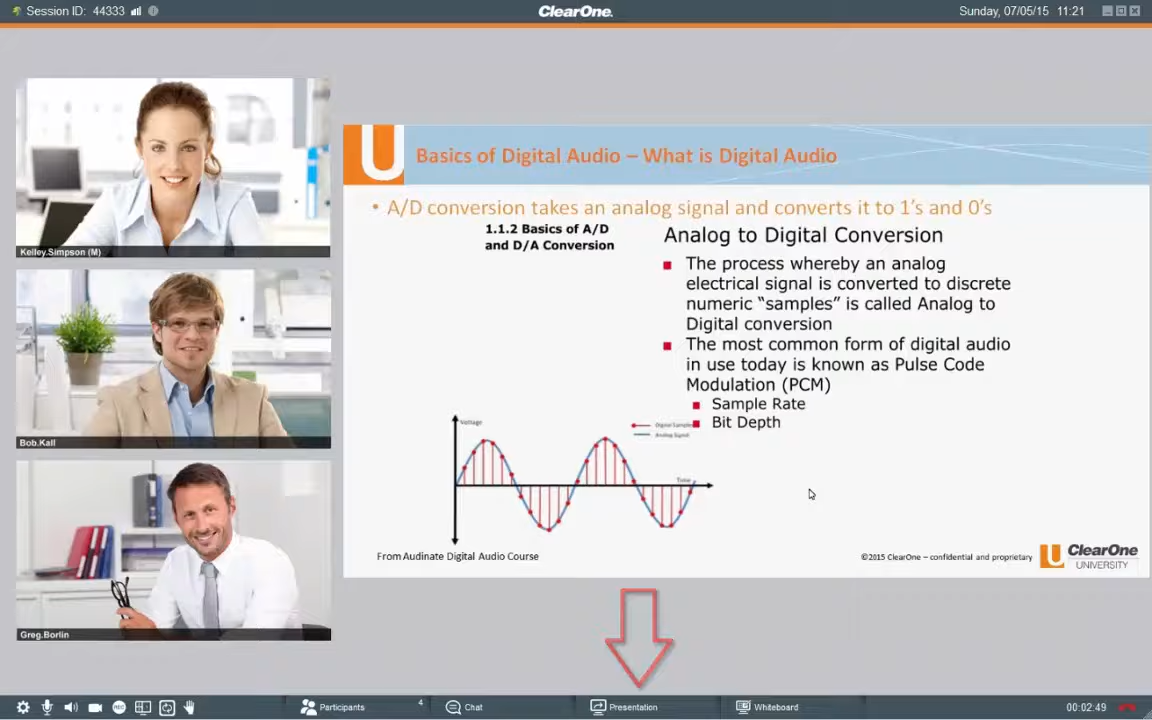 Session ID: 44333
ClearOne.
Sunday, 07/05/15 11:21
Kelley.Simpson (M)
Bob.Kall
Greg.Borlin
U
Basics of Digital Audio – What is Digital Audio
• A/D conversion takes an analog signal and converts it to 1's and 0's
1.1.2 Basics of A/D
and D/A Conversion
Analog to Digital Conversion
The process whereby an analog
electrical signal is converted to discrete
numeric “samples” is called Analog to
Digital conversion
The most common form of digital audio
in use today is known as Pulse Code
Modulation (PCM)
Sample Rate
Bit Depth
Voltage
Digital Samples
Analog Signal
Time
From Audinate Digital Audio Course
©2015 ClearOne – confidential and proprietary
U ClearOne
UNIVERSITY
REC
Participants 4
Chat
Presentation
Whiteboard
00:02:49